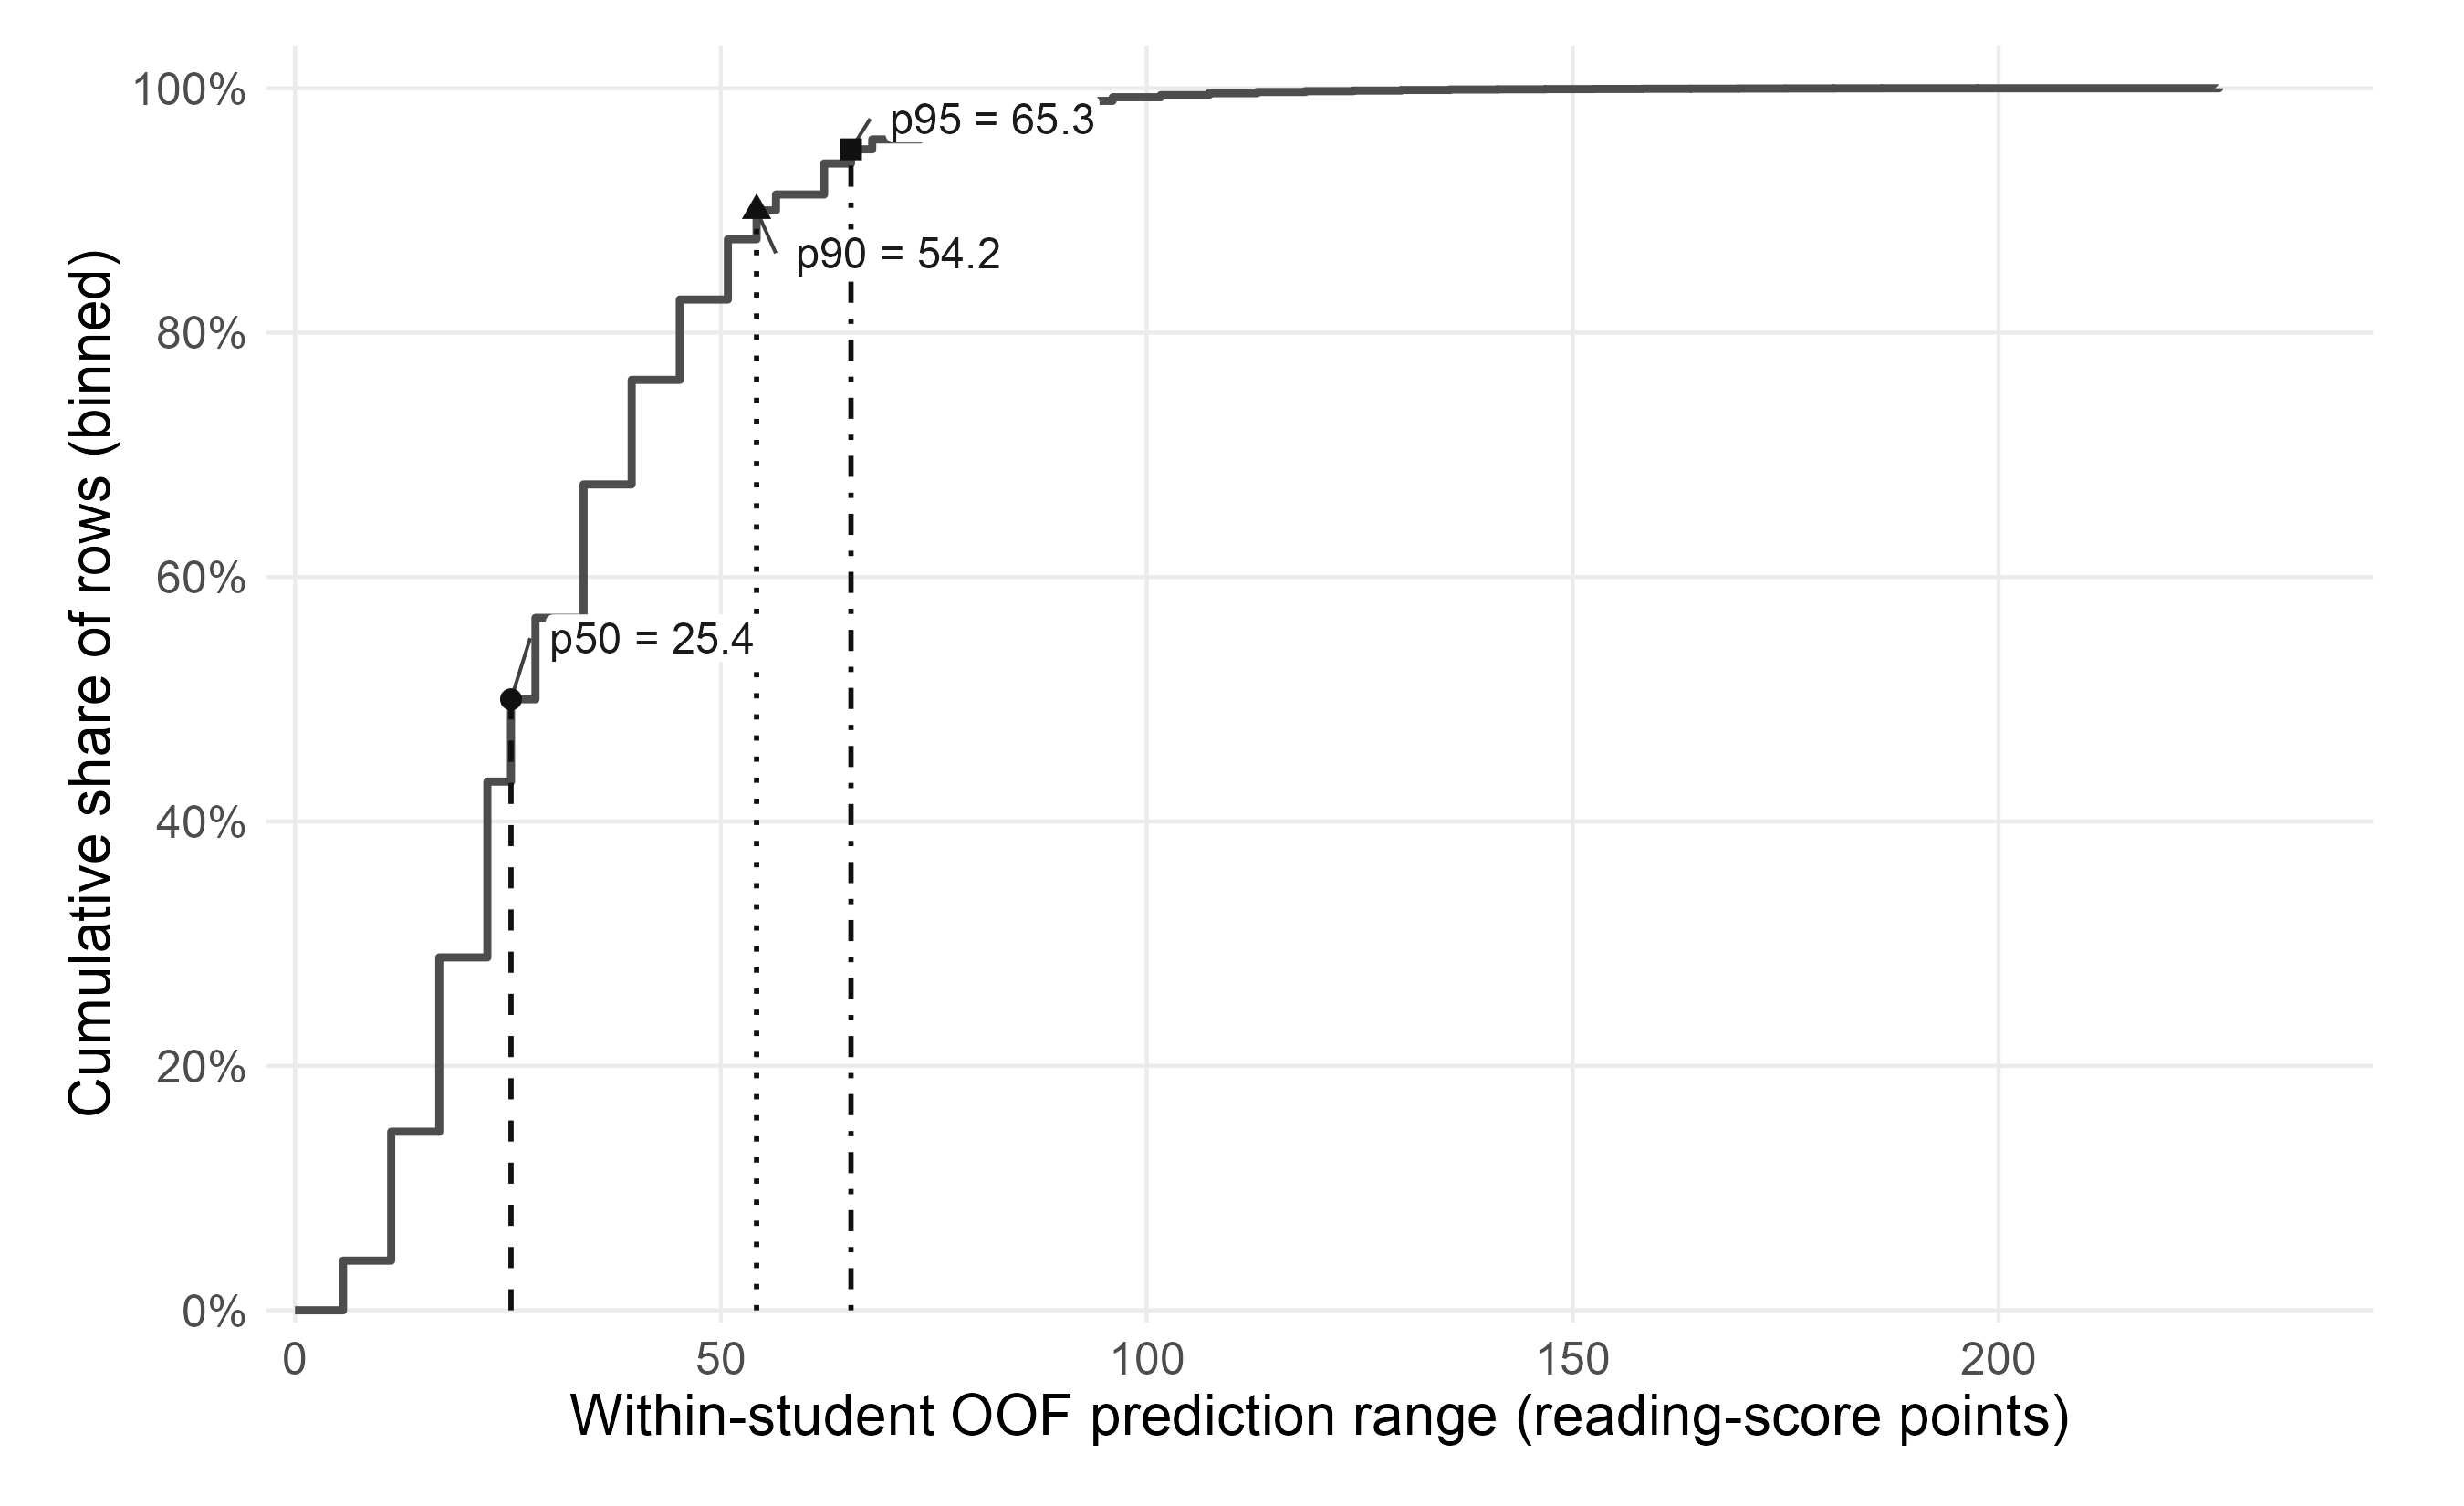 100%
p95 = 65.3
p90 = 54.2
80%
60%
p50 = 25.4
40%
20%
0%
Cumulative share of rows (binned)
0 50 100 150 200
Within-student OOF prediction range (reading-score points)